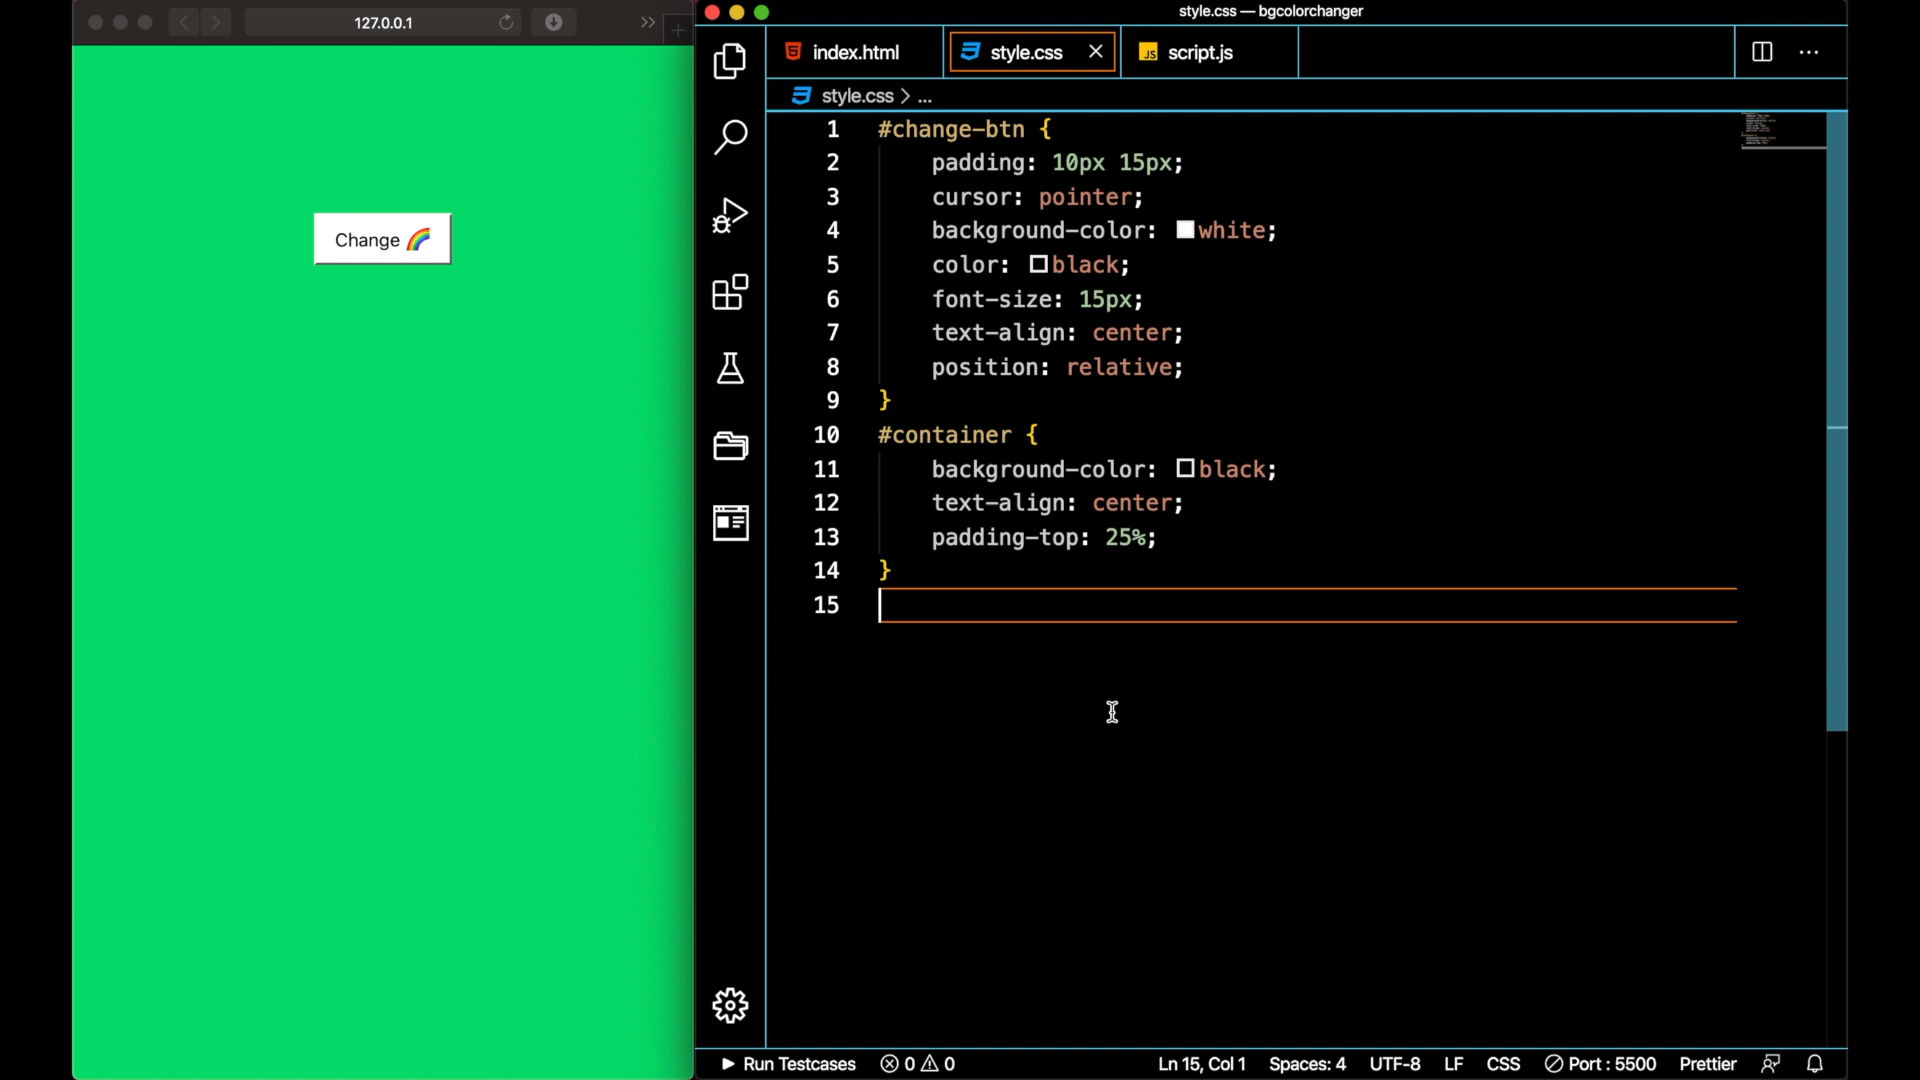 127.0.0.1
Change 🌈
style.css — bgcolorchanger
index.html
style.css
JS script.js
style.css > ...
1 #change-btn {
2 padding: 10px 15px;
3 cursor: pointer;
4 background-color: white;
5 color: black;
6 font-size: 15px;
7 text-align: center;
8 position: relative;
9 }
10 #container {
11 background-color: black;
12 text-align: center;
13 padding-top: 25%;
14 }
15
Run Testcases 0 0 Ln 15, Col 1 Spaces: 4 UTF-8 LF CSS Port : 5500 Prettier